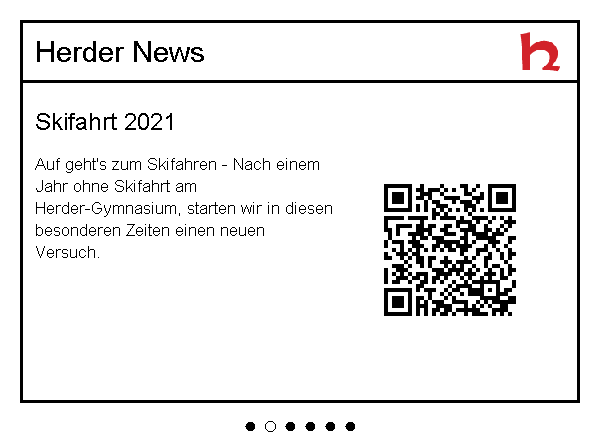 Herder News
Skifahrt 2021
Auf geht's zum Skifahren - Nach einem
Jahr ohne Skifahrt am
Herder-Gymnasium, starten wir in diesen
besonderen Zeiten einen neuen
Versuch.